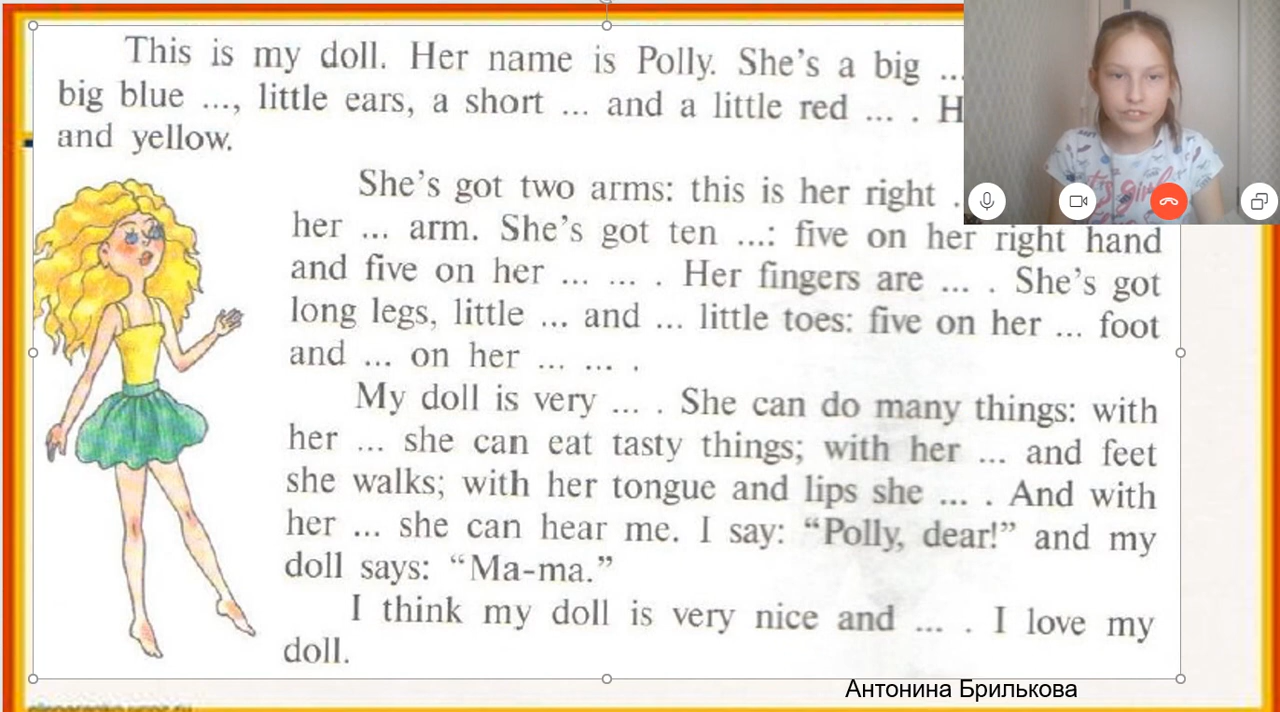 This is my doll. Her name is Polly. She's a big ...
big blue ..., little ears, a short ... and a little red ... . H
and yellow.
She's got two arms: this is her right .
her ... arm. She's got ten ...: five on her right hand
and five on her ... ... . Her fingers are ... . She's got
long legs, little ... and ... little toes: five on her ... foot
and ... on her ... ... .
My doll is very ... . She can do many things: with
her ... she can eat tasty things; with her ... and feet
she walks; with her tongue and lips she ... . And with
her ... she can hear me. I say: “Polly, dear!” and my
doll says: “Ma-ma.”
I think my doll is very nice and ... . I love my
doll.
Антонина Брилькова